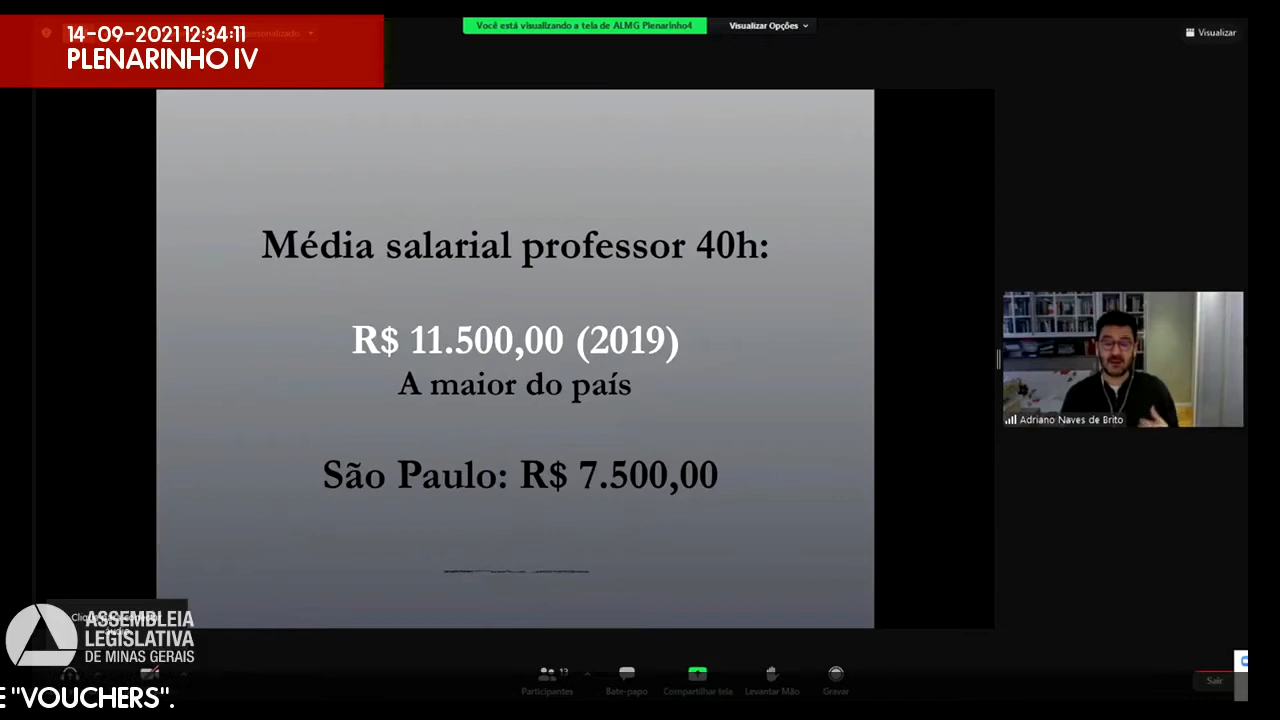 14-09-2021 12:34:11
PLENARINHO IV
Você está visualizando a tela de ALMG Plenarinho4
Visualizar Opções
Visualizar
Média salarial professor 40h:
R$ 11.500,00 (2019)
A maior do país
São Paulo: R$ 7.500,00
Adriano Naves de Brito
ASSEMBLEIA
LEGISLATIVA
DE MINAS GERAIS
13
Participantes
Bate-papo
Compartilhar tela
Levantar Mão
Gravar
Sair
E "VOUCHERS".